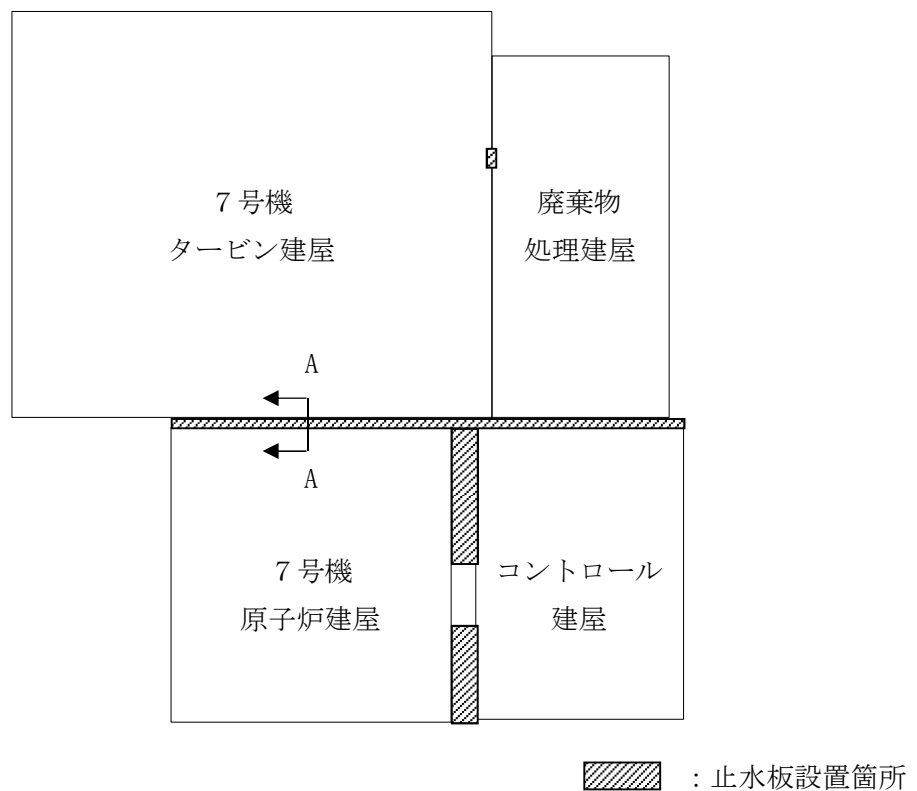 7号機
タービン建屋
廃棄物
処理建屋
A
A
7号機
原子炉建屋
コントロール
建屋
：止水板設置箇所